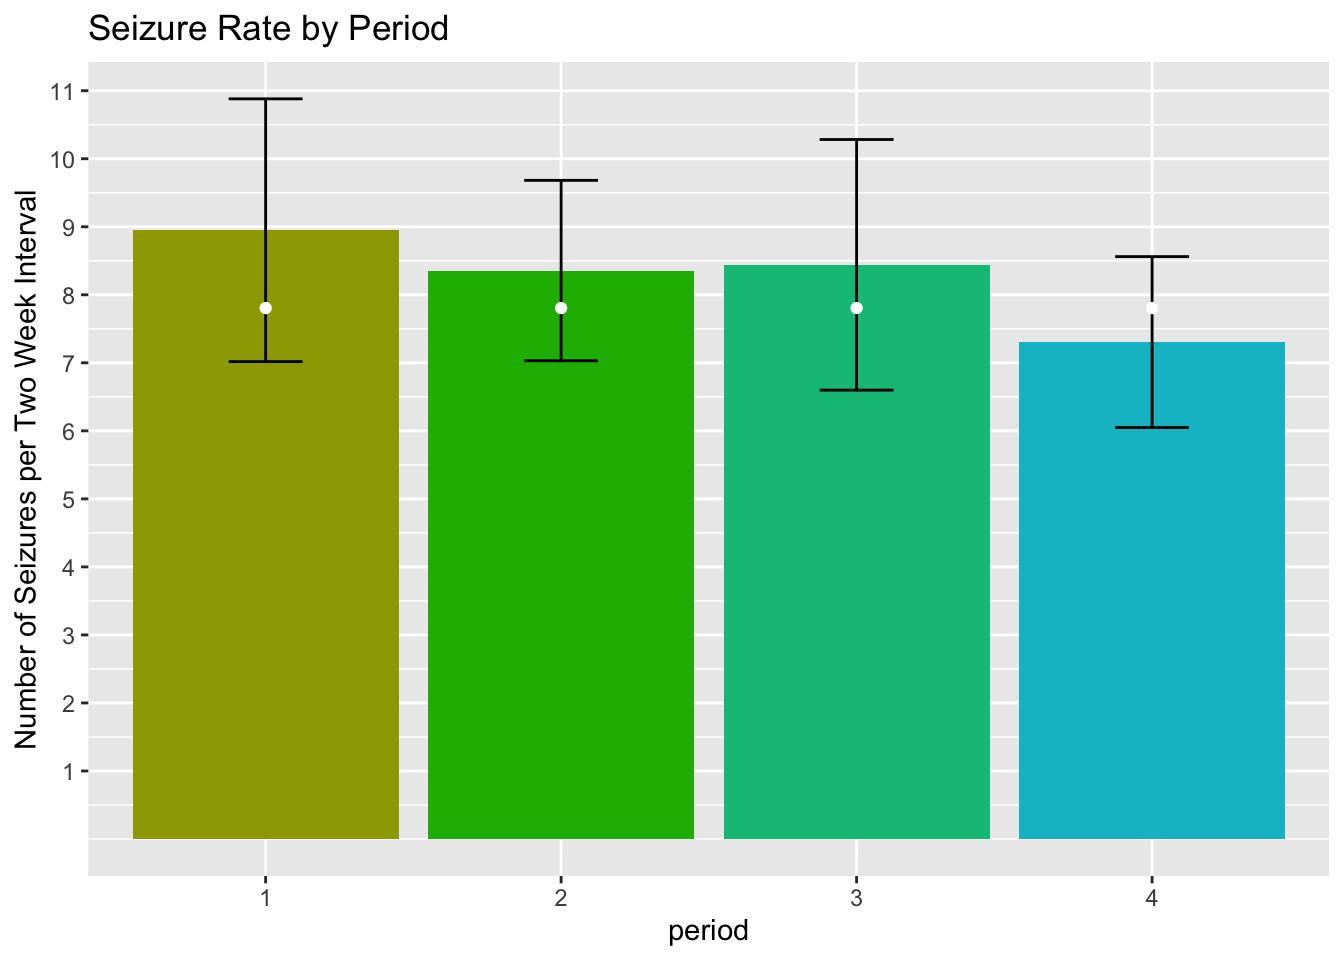 Seizure Rate by Period
Number of Seizures per Two Week Interval
11
10
9
8
7
6
5
4
3
2
1
1 2 3 4
period